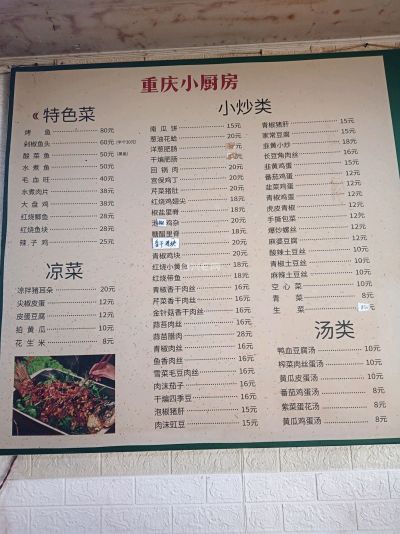 重庆小厨房
特色菜
烤鱼 80元
剁椒鱼头 60元
酸菜鱼 50元
水煮鱼 50元
毛血旺 40元
水煮肉片 38元
大盘鸡 38元
红烧鲫鱼 28元
红烧鱼块 28元
辣子鸡 25元
凉菜
凉拌猪耳朵 20元
尖椒皮蛋 12元
皮蛋豆腐 12元
拍黄瓜 10元
花生米 8元
小炒类
南瓜饼 15元
葱油花蛤 20元
洋葱肥肠
干煸肥肠
回锅肉 20元
宫保鸡丁 20元
芹菜猪肚 20元
红烧鸡翅尖 18元
椒盐里脊 18元
鸡杂 20元
糖醋里脊
20元
青椒鸡块 20元
红烧小黄鱼 18元
红烧带鱼 18元
青椒香干肉丝 16元
芹菜香干肉丝 16元
金针菇香干肉丝 16元
蒜苔肉丝 16元
蒜苗腊肉 28元
青椒肉丝 16元
鱼香肉丝 16元
雪菜毛豆肉丝 16元
肉沫茄子 16元
干煸四季豆 16元
泡椒猪肝 15元
肉沫豇豆 15元
青椒猪肝 15元
家常豆腐 15元
韭黄小炒 16元
长豆角肉丝 16元
韭黄鸡蛋 15元
番茄鸡蛋 12元
韭菜鸡蛋 12元
青椒鸡蛋 12元
虎皮青椒 12元
手撕包菜 12元
爆炒螺丝 12元
麻婆豆腐 12元
酸辣土豆丝 11元
青椒土豆丝 11元
麻辣土豆丝 11元
空心菜 10元
青菜 8元
生菜 元
汤类
鸭血豆腐汤 10元
榨菜肉丝蛋汤 10元
黄瓜皮蛋汤 10元
番茄鸡蛋汤 8元
紫菜蛋花汤 8元
黄瓜鸡蛋汤 8元